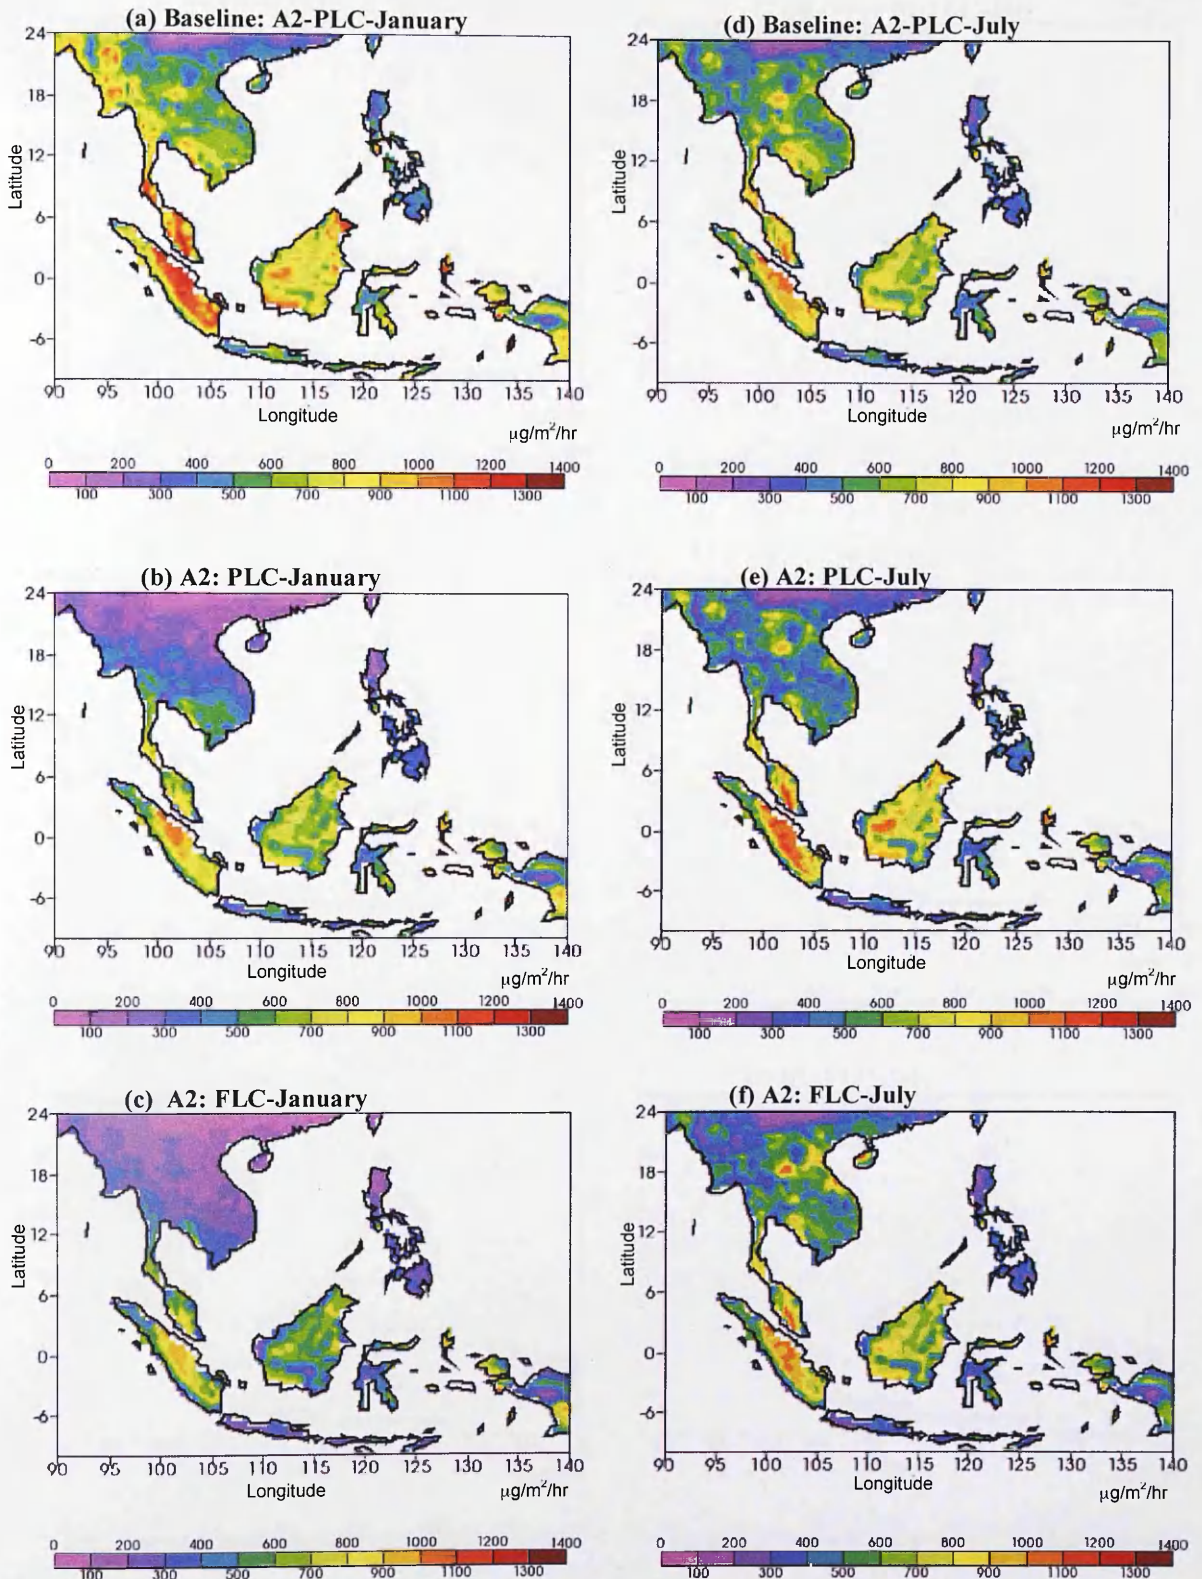 (a) Baseline: A2-PLC-January
24
18
12
6
0
-6
Latitude
90 95 100 105 110 115 120 125 130 135 140
Longitude
μg/m²/hr
0 200 400 600 800 1000 1200 1400
100 300 500 700 900 1100 1300
(d) Baseline: A2-PLC-July
24
18
12
6
0
-6
Latitude
90 95 100 105 110 115 120 125 130 135 140
Longitude
μg/m²/hr
0 200 400 600 800 1000 1200 1400
100 300 500 700 900 1100 1300
(b) A2: PLC-January
24
18
12
6
0
-6
Latitude
90 95 100 105 110 115 120 125 130 135 140
Longitude
μg/m²/hr
0 200 400 600 800 1000 1200 1400
100 300 500 700 900 1100 1300
(e) A2: PLC-July
24
18
12
6
0
-6
Latitude
90 95 100 105 110 115 120 125 130 135 140
Longitude
μg/m²/hr
0 200 400 600 800 1000 1200 1400
100 300 500 700 900 1100 1300
(c) A2: FLC-January
24
18
12
6
0
-6
Latitude
90 95 100 105 110 115 120 125 130 135 140
Longitude
μg/m²/hr
0 200 400 600 800 1000 1200 1400
100 300 500 700 900 1100 1300
(f) A2: FLC-July
24
18
12
6
0
-6
Latitude
90 95 100 105 110 115 120 125 130 135 140
Longitude
μg/m²/hr
0 200 400 600 800 1000 1200 1400
100 300 500 700 900 1100 1300